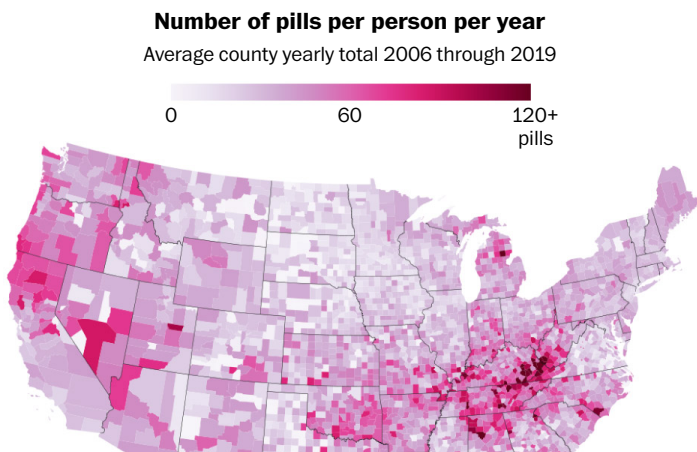 Number of pills per person per year
Average county yearly total 2006 through 2019
0 60 120+
pills